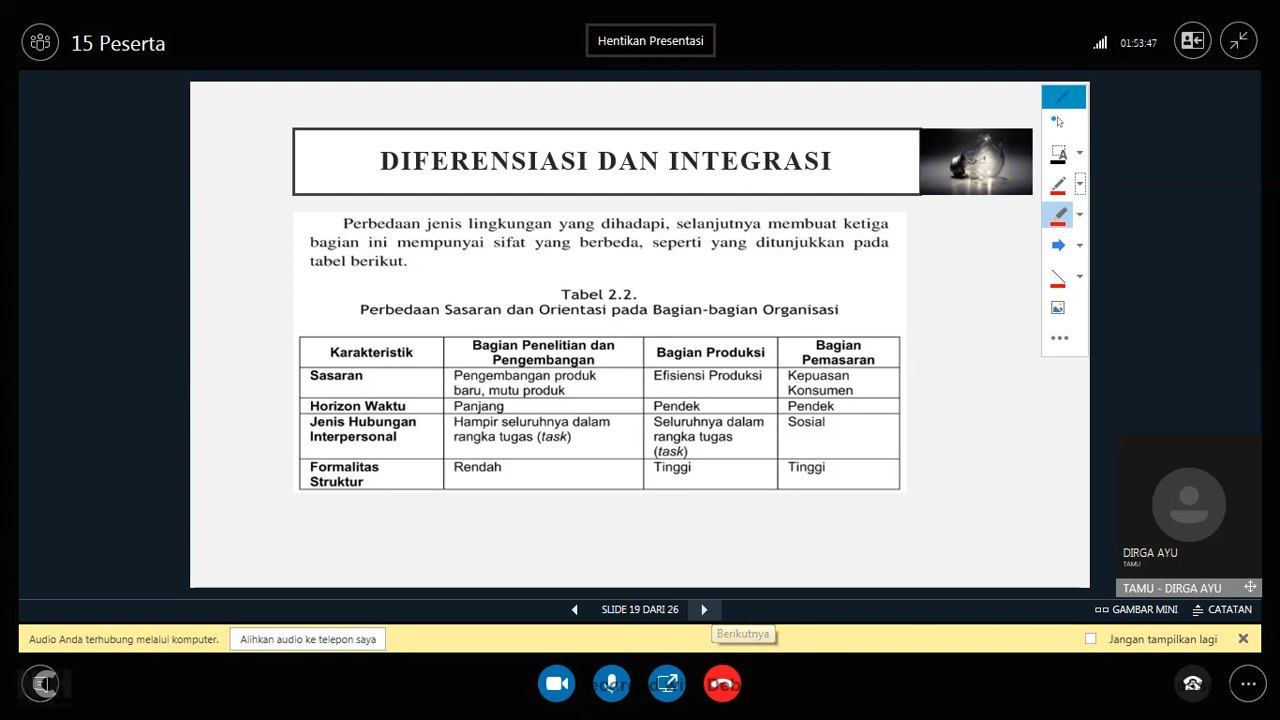 15 Peserta
Hentikan Presentasi
01:53:47
DIFERENSIASI DAN INTEGRASI
Perbedaan jenis lingkungan yang dihadapi, selanjutnya membuat ketiga
bagian ini mempunyai sifat yang berbeda, seperti yang ditunjukkan pada
tabel berikut.
Tabel 2.2.
Perbedaan Sasaran dan Orientasi pada Bagian-bagian Organisasi
Karakteristik
Bagian Penelitian dan
Pengembangan
Bagian Produksi
Bagian
Pemasaran
Sasaran
Pengembangan produk
baru, mutu produk
Efisiensi Produksi
Kepuasan
Konsumen
Horizon Waktu
Panjang
Pendek
Pendek
Jenis Hubungan
Interpersonal
Hampir seluruhnya dalam
rangka tugas (task)
Seluruhnya dalam
rangka tugas
(task)
Sosial
Formalitas
Struktur
Rendah
Tinggi
Tinggi
DIRGA AYU
TAMU
TAMU - DIRGA AYU
SLIDE 19 DARI 26
GAMBAR MINI
CATATAN
Audio Anda terhubung melalui komputer.
Alihkan audio ke telepon saya
Berikutnya
Jangan tampilkan lagi